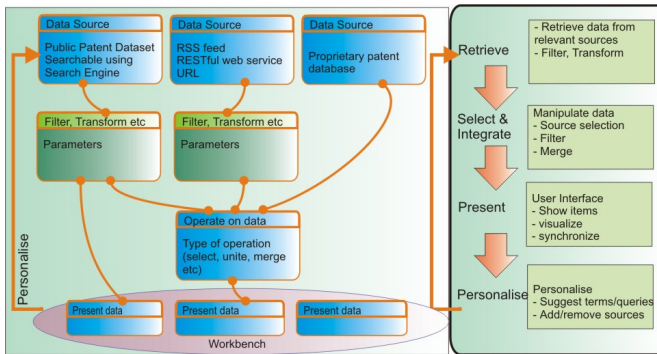 Data Source
Public Patent Dataset
Searchable using
Search Engine
Data Source
RSS feed
RESTful web service
URL
Data Source
Proprietary patent
database
Filter, Transform etc
Parameters
Filter, Transform etc
Parameters
Operate on data
Type of operation
(select, unite, merge
etc)
Personalise
Present data
Present data
Present data
Workbench
Retrieve
- Retrieve data from
relevant sources
- Filter, Transform
Select &
Integrate
Manipulate data
- Source selection
- Filter
- Merge
Present
User Interface
- Show items
- visualize
- synchronize
Personalise
Personalise
- Suggest terms/queries
- Add/remove sources